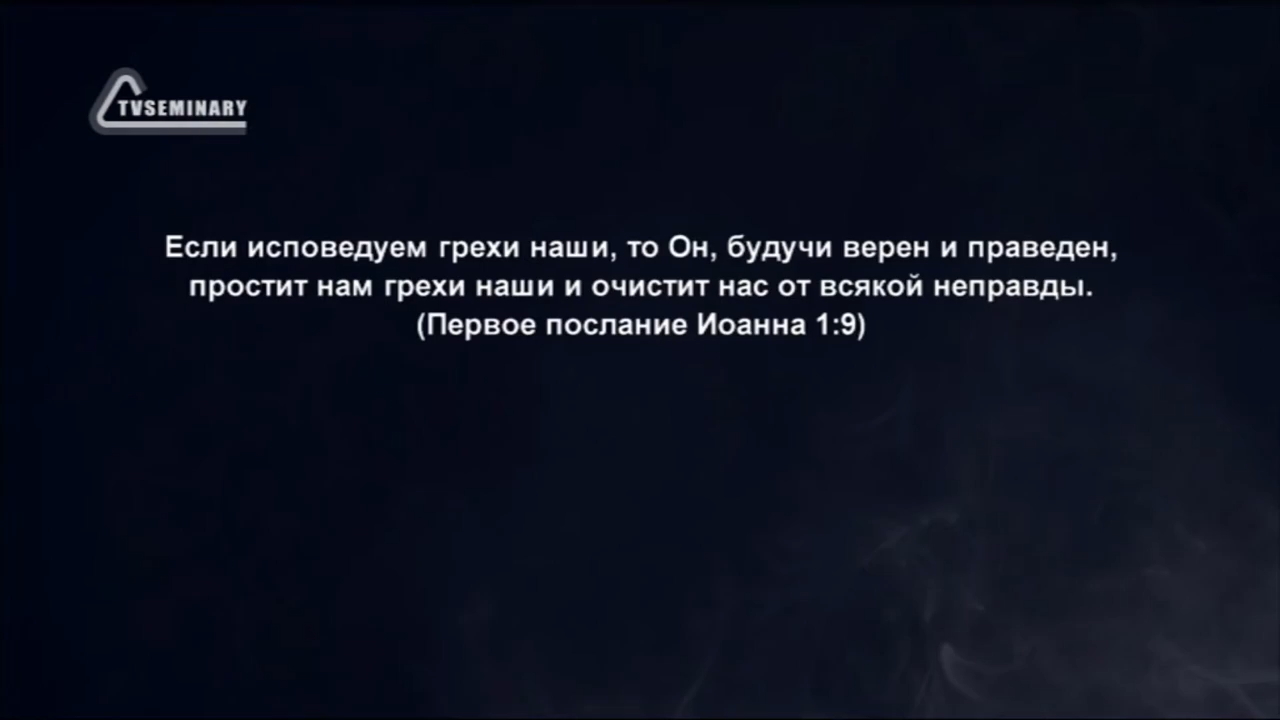 TVSEMINARY
Если исповедуем грехи наши, то Он, будучи верен и праведен,
простит нам грехи наши и очистит нас от всякой неправды.
(Первое послание Иоанна 1:9)